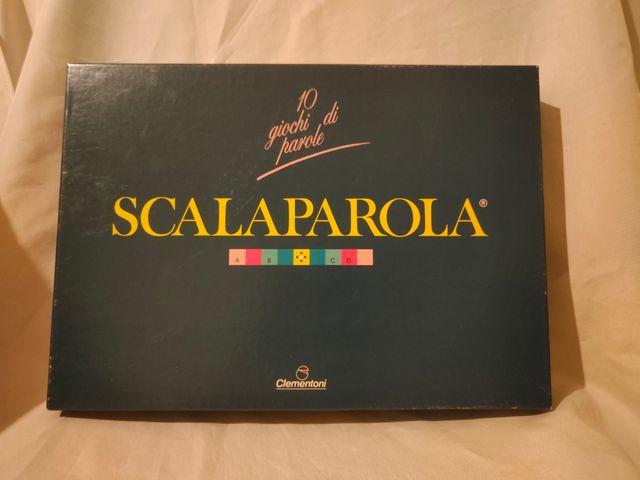 10
giochi di
parole
SCALAPAROLA®
A B C D
Clementoni